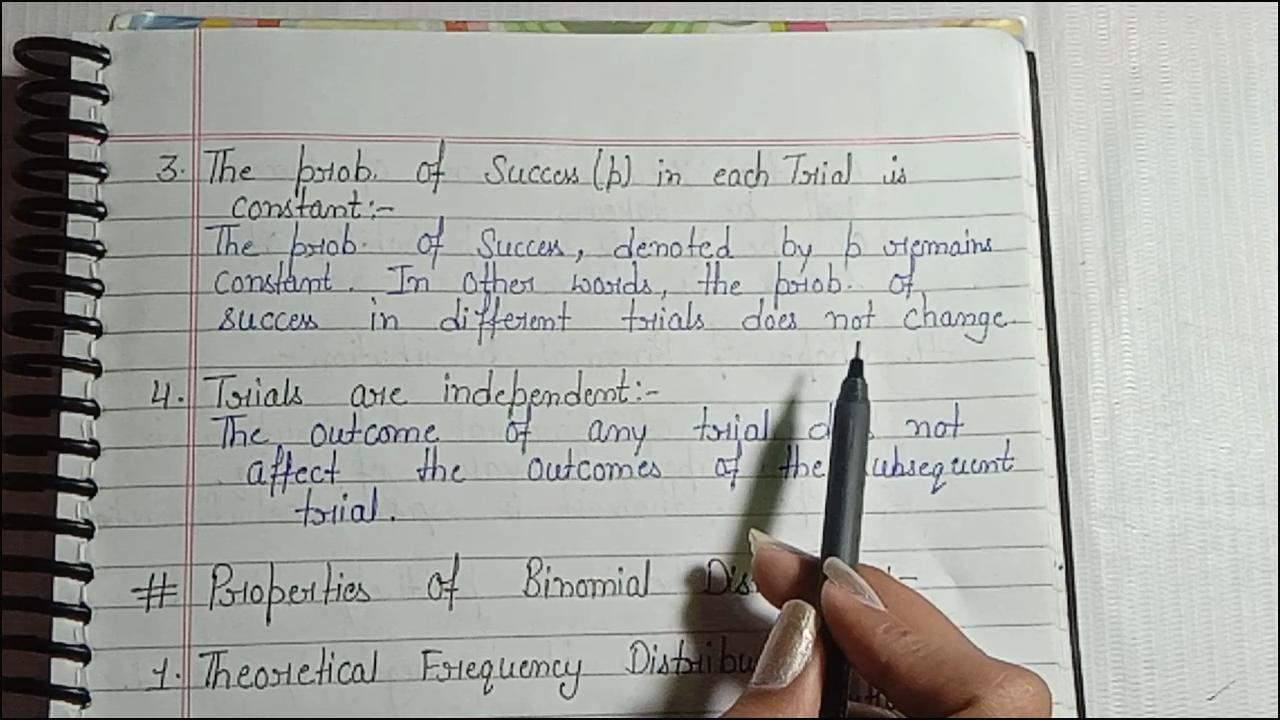 3. The prob. of Success (p) in each Trial is
constant:-
The prob. of Success, denoted by p remains
constant. In other words, the prob. of
success in different trials does not change.
4. Trials are independent:-
The outcome of any trial not
affect the outcomes of the subsequent
trial.
# Properties of Binomial
1. Theoretical Frequency